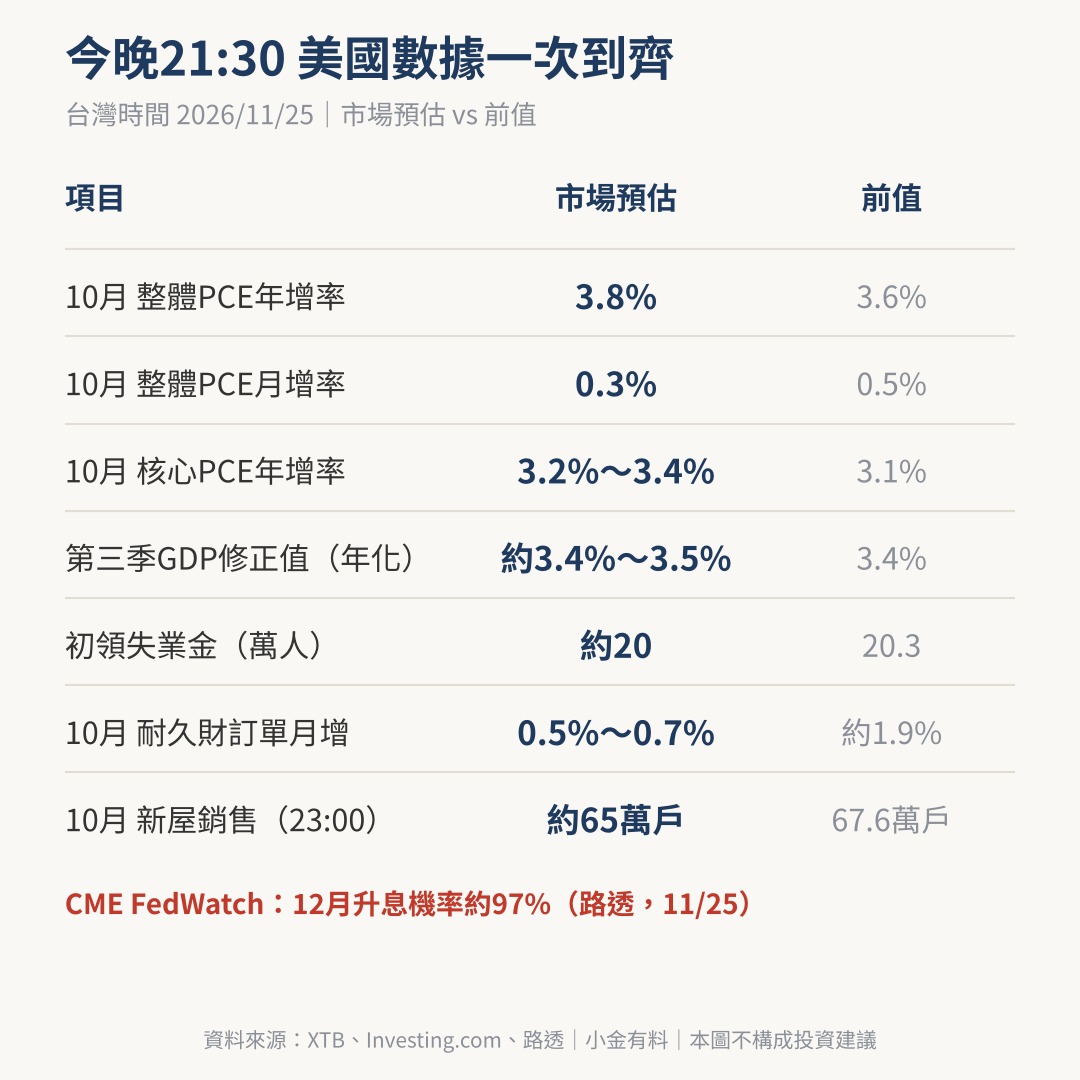 今晚21:30 美國數據一次到齊
台灣時間 2026/11/25｜市場預估 vs 前值
項目 市場預估 前值
10月 整體PCE年增率 3.8% 3.6%
10月 整體PCE月增率 0.3% 0.5%
10月 核心PCE年增率 3.2%～3.4% 3.1%
第三季GDP修正值（年化） 約3.4%～3.5% 3.4%
初領失業金（萬人） 約20 20.3
10月 耐久財訂單月增 0.5%～0.7% 約1.9%
10月 新屋銷售（23:00） 約65萬戶 67.6萬戶
CME FedWatch：12月升息機率約97%（路透，11/25）
資料來源：XTB、Investing.com、路透｜小金有料｜本圖不構成投資建議